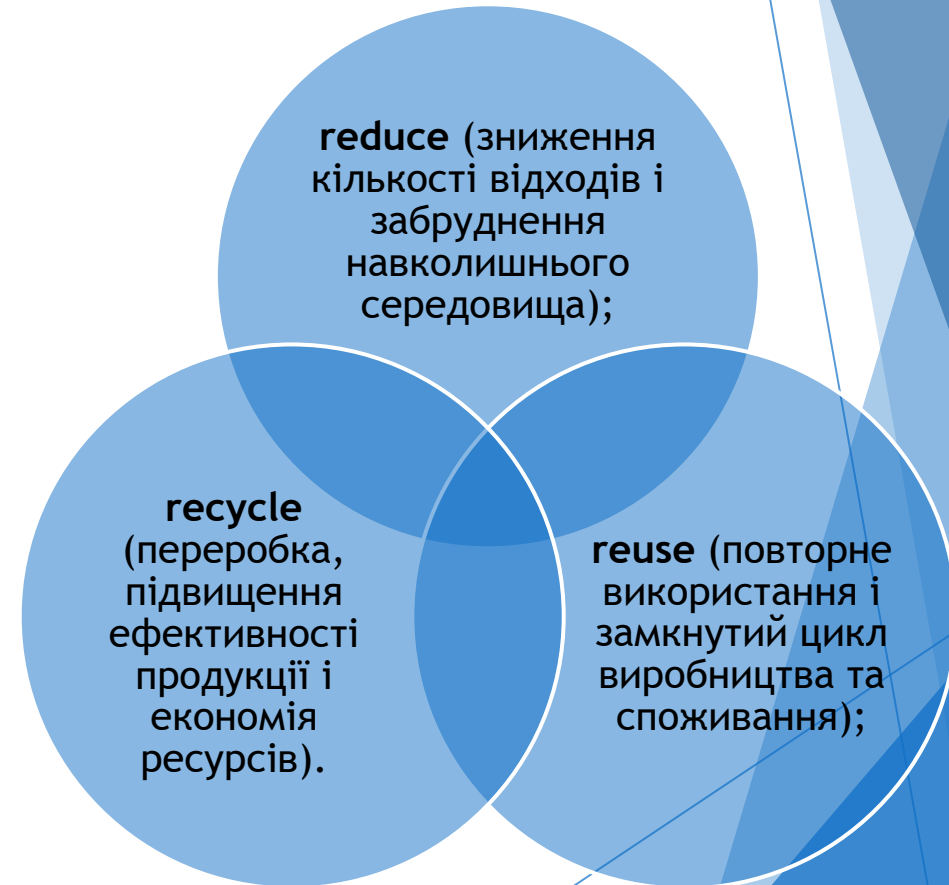 reduce (зниження
кількості відходів і
забруднення
навколишнього
середовища);
recycle
(переробка,
підвищення
ефективності
продукції і
економія
ресурсів).
reuse (повторне
використання і
замкнутий цикл
виробництва та
споживання);